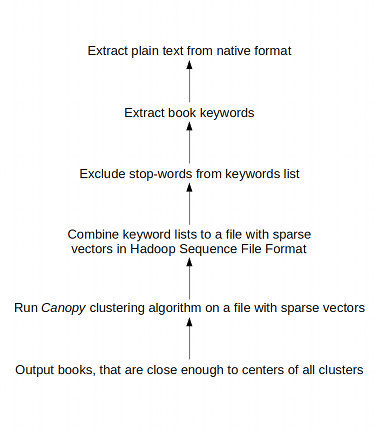 Extract plain text from native format
Extract book keywords
Exclude stop-words from keywords list
Combine keyword lists to a file with sparse
vectors in Hadoop Sequence File Format
Run Canopy clustering algorithm on a file with sparse vectors
Output books, that are close enough to centers of all clusters